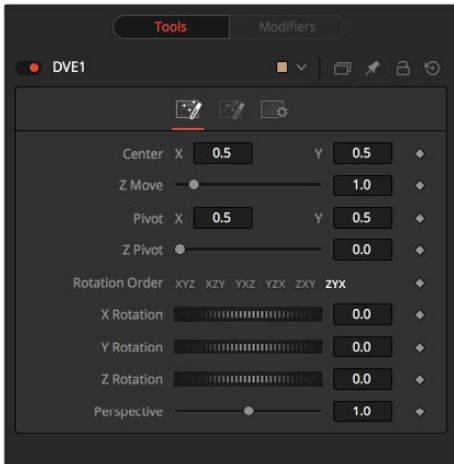 Tools Modifiers
DVE1
Center X 0.5 Y 0.5
Z Move 1.0
Pivot X 0.5 Y 0.5
Z Pivot 0.0
Rotation Order XYZ XZY YXZ YZX ZXY ZYX
X Rotation 0.0
Y Rotation 0.0
Z Rotation 0.0
Perspective 1.0